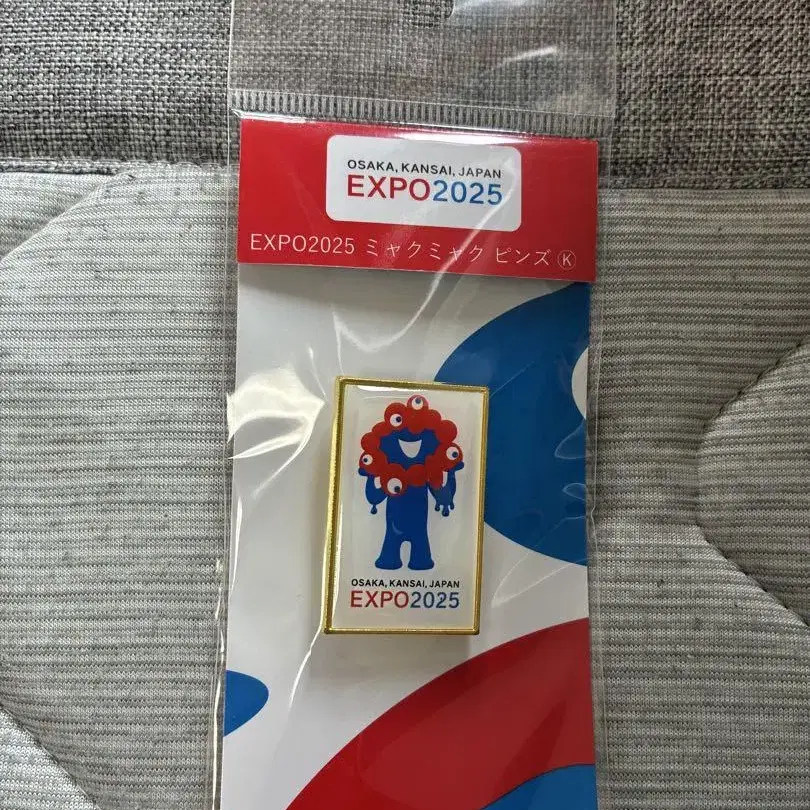 OSAKA, KANSAI, JAPAN
EXPO2025
EXPO2025 ミャクミャク ピンズ Ⓚ
OSAKA, KANSAI, JAPAN
EXPO2025